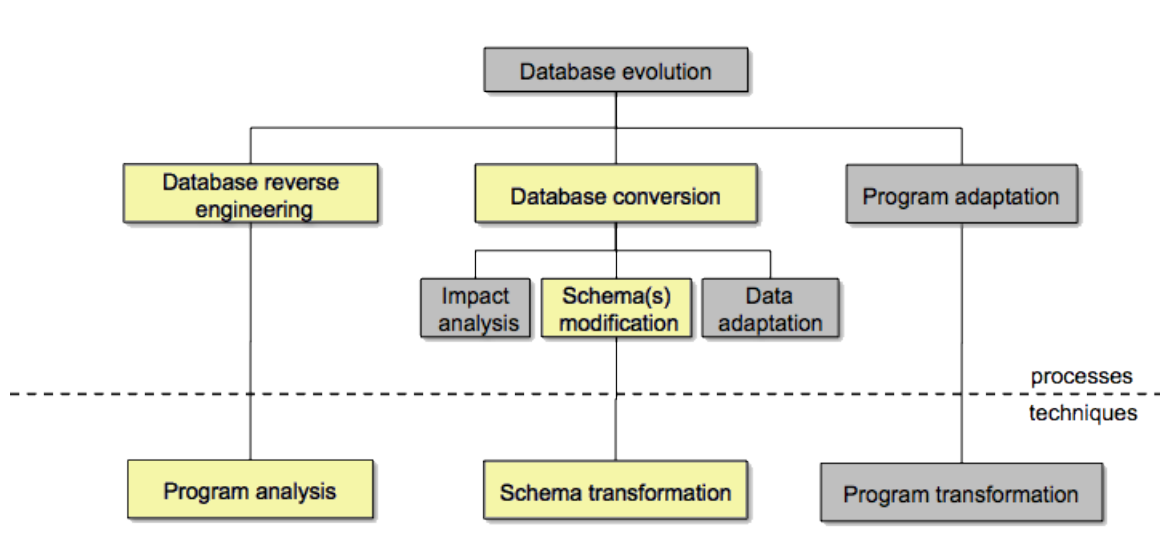 Database evolution
Database reverse
engineering
Database conversion
Program adaptation
Impact
analysis
Schema(s)
modification
Data
adaptation
processes
techniques
Program analysis
Schema transformation
Program transformation